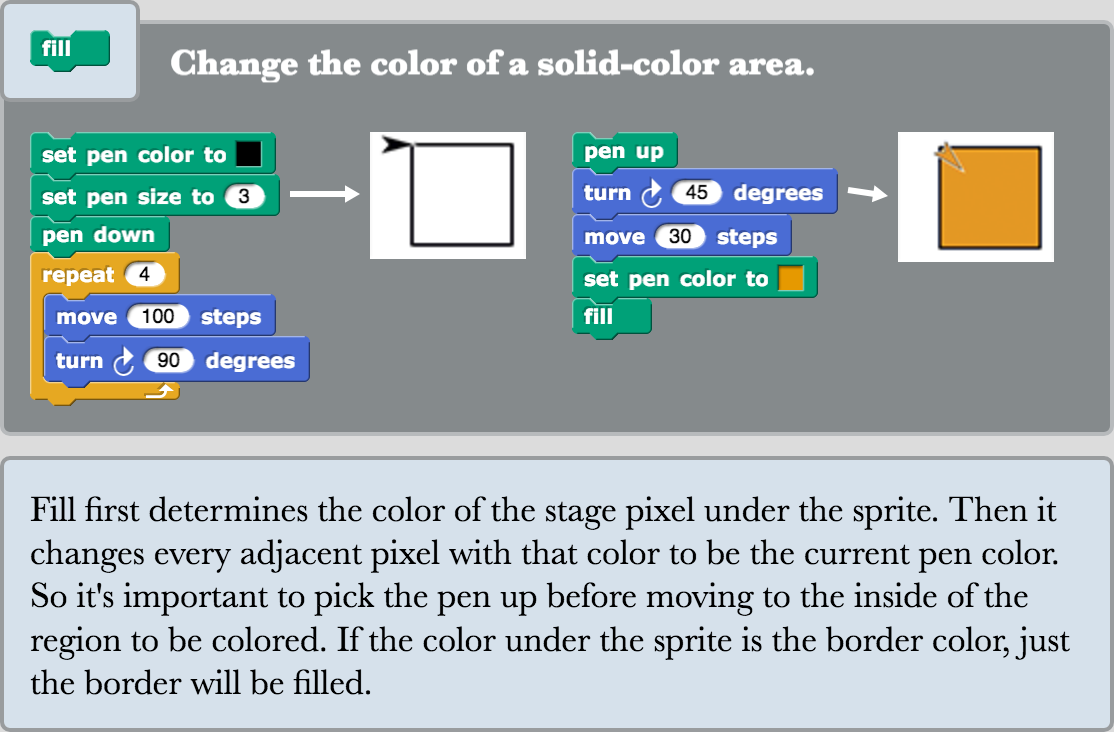 fill
Change the color of a solid-color area.
set pen color to
set pen size to 3
pen down
repeat 4
move 100 steps
turn 90 degrees
pen up
turn 45 degrees
move 30 steps
set pen color to
fill
Fill first determines the color of the stage pixel under the sprite. Then it
changes every adjacent pixel with that color to be the current pen color.
So it's important to pick the pen up before moving to the inside of the
region to be colored. If the color under the sprite is the border color, just
the border will be filled.